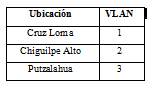 Ubicación VLAN
Cruz Loma 1
Chiguilpe Alto 2
Putzalahua 3